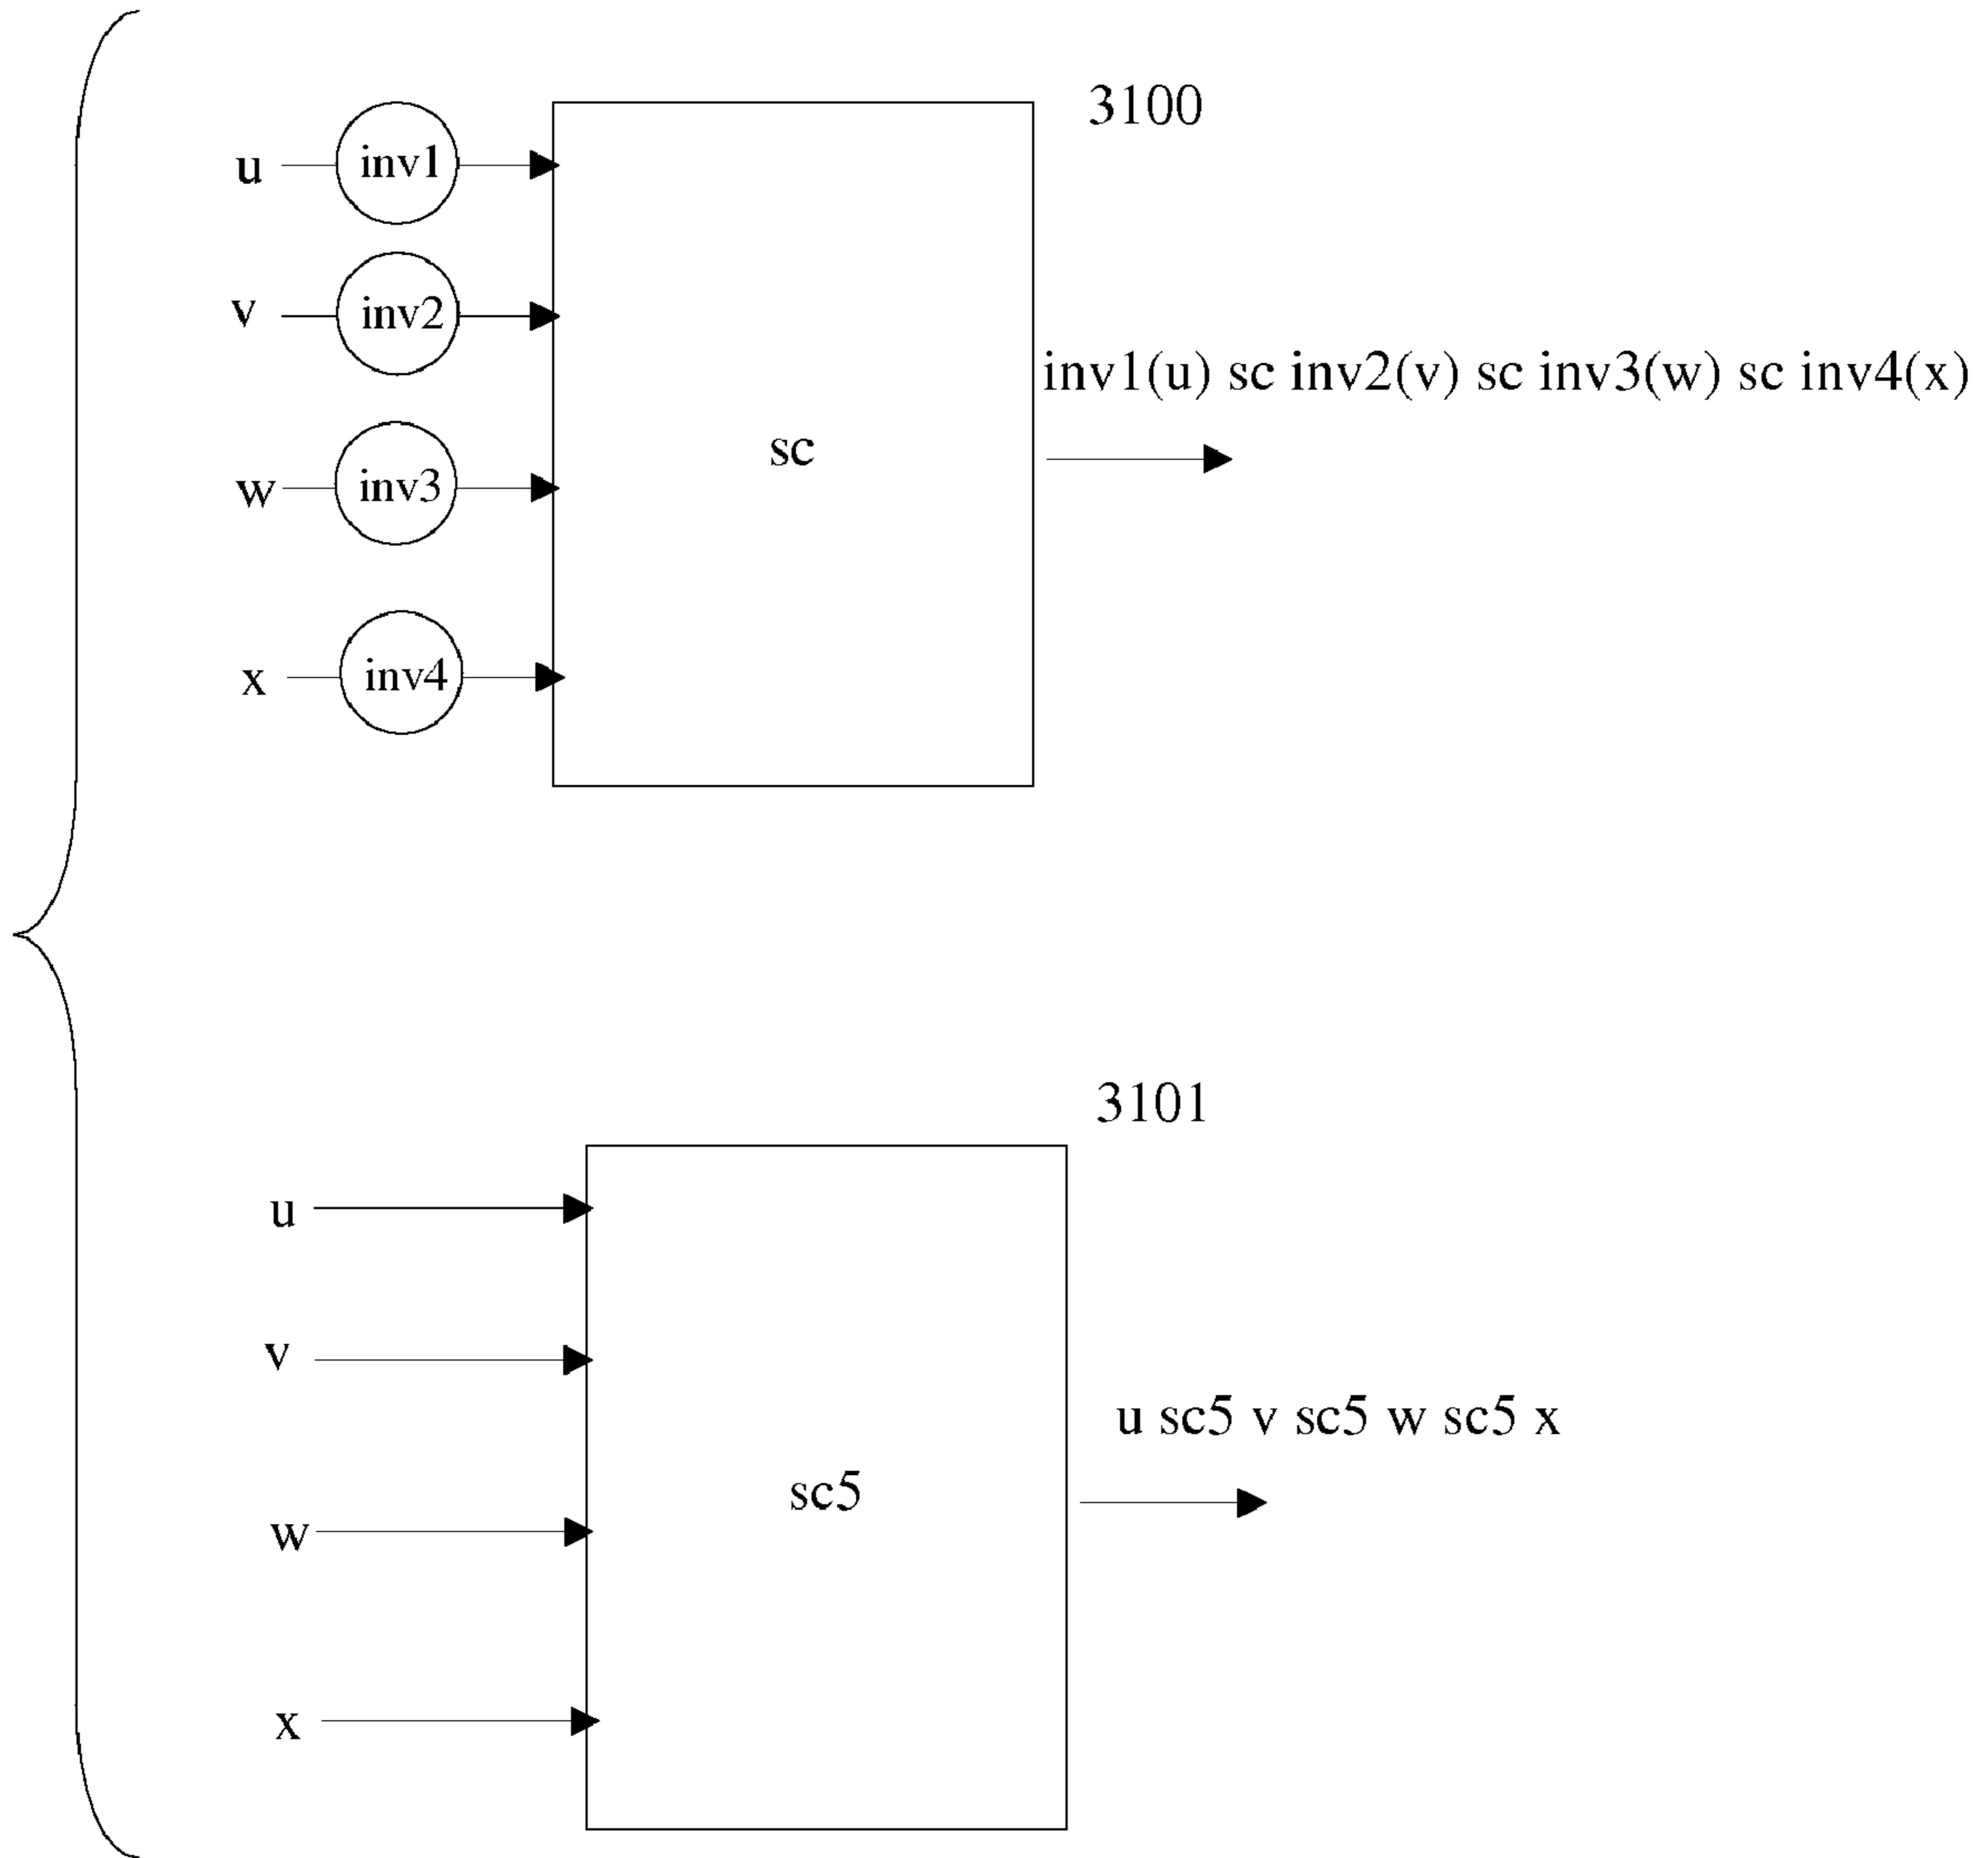 3100
u
inv1
v
inv2
inv1(u) sc inv2(v) sc inv3(w) sc inv4(x)
sc
w
inv3
x
inv4
3101
u
v
u sc5 v sc5 w sc5 x
sc5
w
x